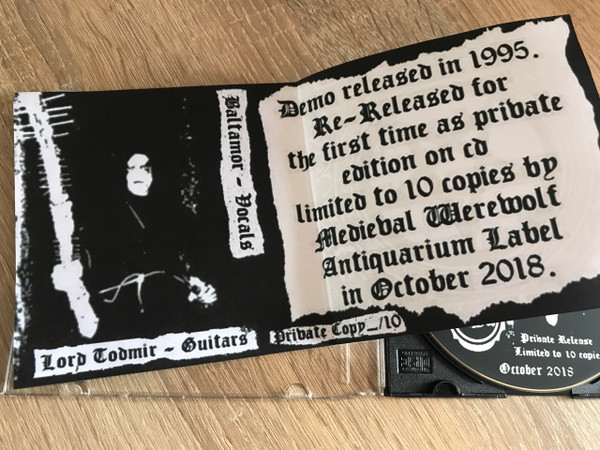 Baltamor - Vocals
Lord Todmir - Guitars
Demo released in 1995.
Re-Released for
the first time as private
edition on cd
limited to 10 copies by
Medieval Werewolf
Antiquarium Label
in October 2018.
Private Copy_/10
Private Release
Limited to 10 copie
October 2018